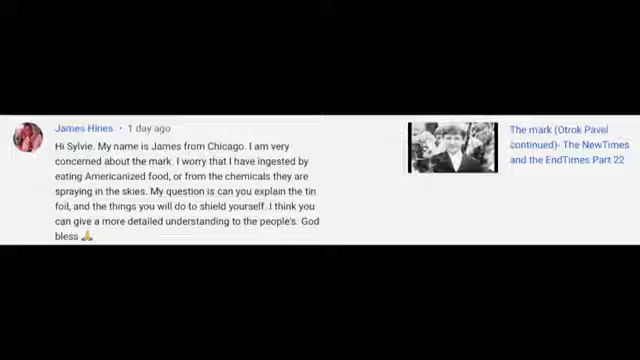 James Hines · 1 day ago
Hi Sylvie. My name is James from Chicago. I am very
concerned about the mark. I worry that I have ingested by
eating Americanized food, or from the chemicals they are
spraying in the skies. My question is can you explain the tin
foil, and the things you will do to shield yourself. I think you
can give a more detailed understanding to the people's. God
bless 🙏
The mark (Otrok Pavel
continued)- The NewTimes
and the EndTimes Part 22